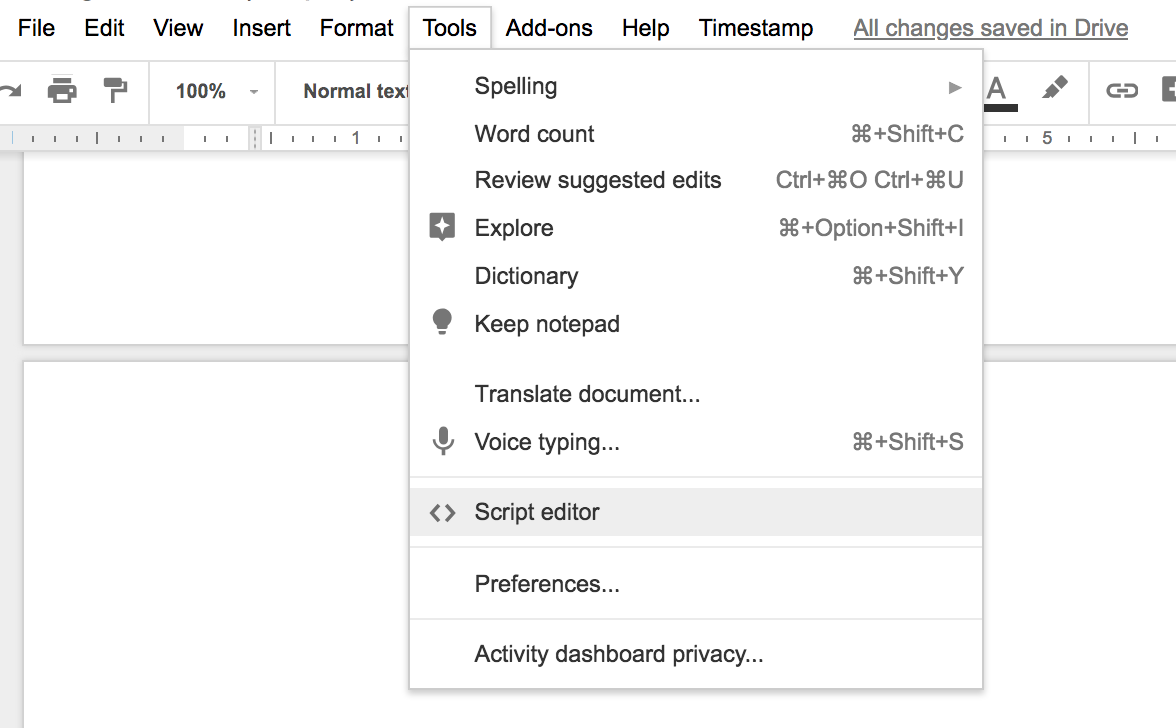 File Edit View Insert Format Tools Add-ons Help Timestamp All changes saved in Drive
100% Normal text A
1 5
Spelling
Word count ⌘+Shift+C
Review suggested edits Ctrl+⌘O Ctrl+⌘U
Explore ⌘+Option+Shift+I
Dictionary ⌘+Shift+Y
Keep notepad
Translate document...
Voice typing... ⌘+Shift+S
Script editor
Preferences...
Activity dashboard privacy...